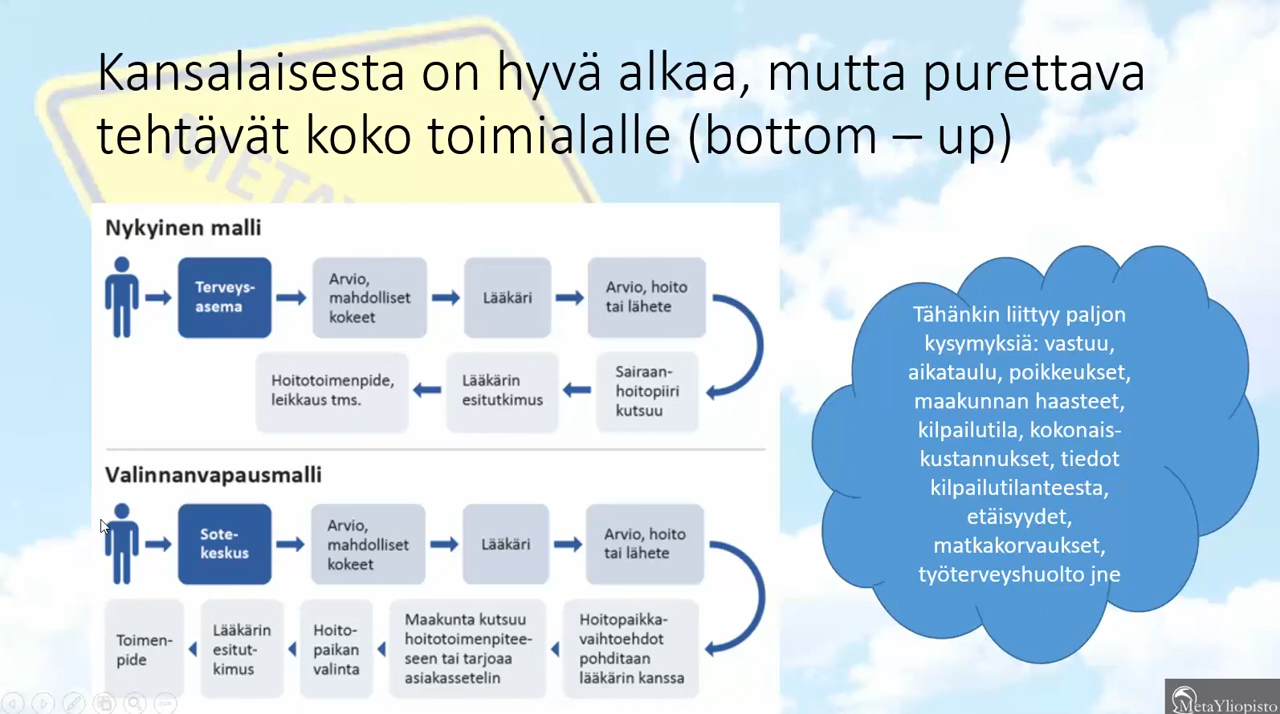 Kansalaisesta on hyvä alkaa, mutta purettava
tehtävät koko toimialalle (bottom – up)
Nykyinen malli
Terveys-
asema
Arvio,
mahdolliset
kokeet
Lääkäri
Arvio, hoito
tai lähete
Sairaan-
hoitopiiri
kutsuu
Lääkärin
esitutkimus
Hoitotoimenpide,
leikkaus tms.
Valinnanvapausmalli
Sote-
keskus
Arvio,
mahdolliset
kokeet
Lääkäri
Arvio, hoito
tai lähete
Hoitopaikka-
vaihtoehdot
pohditaan
lääkärin kanssa
Maakunta kutsuu
hoitotoimenpitee-
seen tai tarjoaa
asiakassetelin
Hoito-
paikan
valinta
Lääkärin
esitut-
kimus
Toimen-
pide
Tähänkin liittyy paljon
kysymyksiä: vastuu,
aikataulu, poikkeukset,
maakunnan haasteet,
kilpailutila, kokonais-
kustannukset, tiedot
kilpailutilanteesta,
etäisyydet,
matkakorvaukset,
työterveyshuolto jne
MetaYliopisto